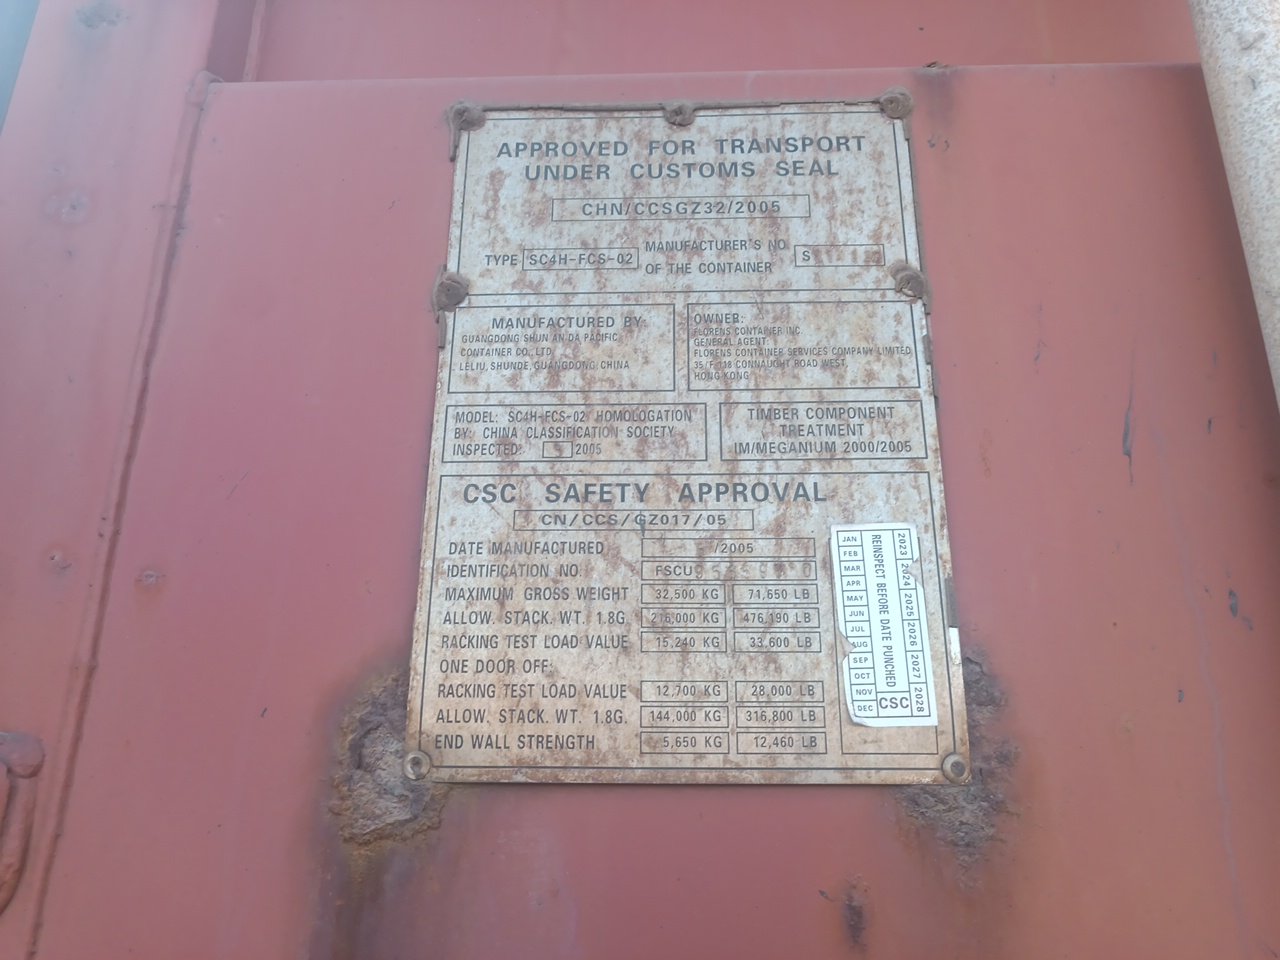 APPROVED FOR TRANSPORT
UNDER CUSTOMS SEAL
CHN/CCSGZ32/2005
TYPE SC4H-FCS-02 MANUFACTURER'S NO
OF THE CONTAINER
MANUFACTURED BY:
GUANGDONG SHUN AN DA PACIFIC
CONTAINER CO., LTD
LELIU, SHUNDE, GUANGDONG, CHINA
OWNER:
FLORENS CONTAINER INC.
GENERAL AGENT:
FLORENS CONTAINER SERVICES COMPANY LIMITED
35/F 118 CONNAUGHT ROAD WEST,
HONG KONG
MODEL: SC4H-FCS-02 HOMOLOGATION
BY: CHINA CLASSIFICATION SOCIETY
INSPECTED: 2005
TIMBER COMPONENT
TREATMENT
IM/MEGANIUM 2000/2005
CSC SAFETY APPROVAL
CN/CCS/GZ017/05
DATE MANUFACTURED /2005
IDENTIFICATION NO. FSCU
MAXIMUM GROSS WEIGHT 32,500 KG 71,650 LB
ALLOW. STACK. WT. 1.8G. 216,000 KG 476,190 LB
RACKING TEST LOAD VALUE 15,240 KG 33,600 LB
ONE DOOR OFF:
RACKING TEST LOAD VALUE 12,700 KG 28,000 LB
ALLOW. STACK. WT. 1.8G. 144,000 KG 316,800 LB
END WALL STRENGTH 5,650 KG 12,460 LB
JAN
FEB
MAR
APR
MAY
JUN
JUL
AUG
SEP
OCT
NOV
DEC
REINSPECT BEFORE DATE PUNCHED
CSC
2023 2024 2025 2026 2027 2028